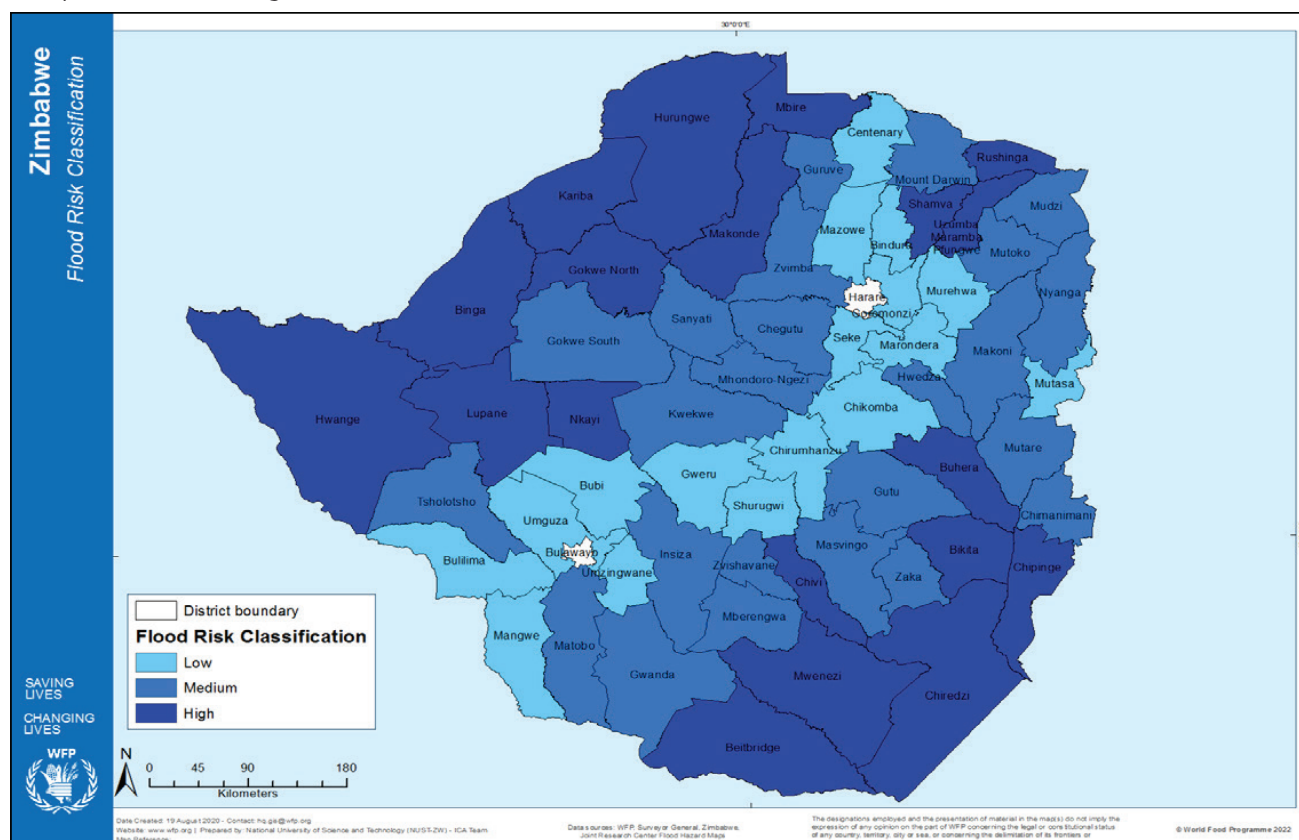 Zimbabwe
Flood Risk Classification
30°0'0"E
Mbire
Hurungwe
Centenary
Rushinga
Guruve
Mount Darwin
Kariba
Shamva
Mudzi
Makonde
Mazowe
Uzumba
Maramba
Pfungwe
Bindura
Mutoko
Gokwe North
Zvimba
Harare
Murehwa
Nyanga
Binga
Sanyati
Chegutu
Goromonzi
Gokwe South
Seke
Marondera
Makoni
Mhondoro-Ngezi
Hwedza
Mutasa
Hwange
Lupane
Nkayi
Kwekwe
Chikomba
Chirumhanzu
Mutare
Buhera
Bubi
Gweru
Tsholotsho
Shurugwi
Gutu
Umguza
Chimanimani
Bulawayo
Insiza
Masvingo
Bikita
Bulilima
Umzingwane
Zvishavane
Chivi
Zaka
Chipinge
Mberengwa
Mangwe
Matobo
Gwanda
Mwenezi
Chiredzi
Beitbridge
District boundary
Flood Risk Classification
Low
Medium
High
SAVING
LIVES
CHANGING
LIVES
WFP
N
0 45 90 180
Kilometers
Date Created: 19 August 2020 - Contact: hq.gis@wfp.org
Website: www.wfp.org | Prepared by: National University of Science and Technology (NUST-ZW) - ICA Team
Map Reference:
Data sources: WFP, Surveyor General, Zimbabwe,
Joint Research Center Flood Hazard Maps
The designations employed and the presentation of material in the map(s) do not imply the
expression of any opinion on the part of WFP concerning the legal or constitutional status
of any country, territory, city or sea, or concerning the delimitation of its frontiers or
© World Food Programme 2022